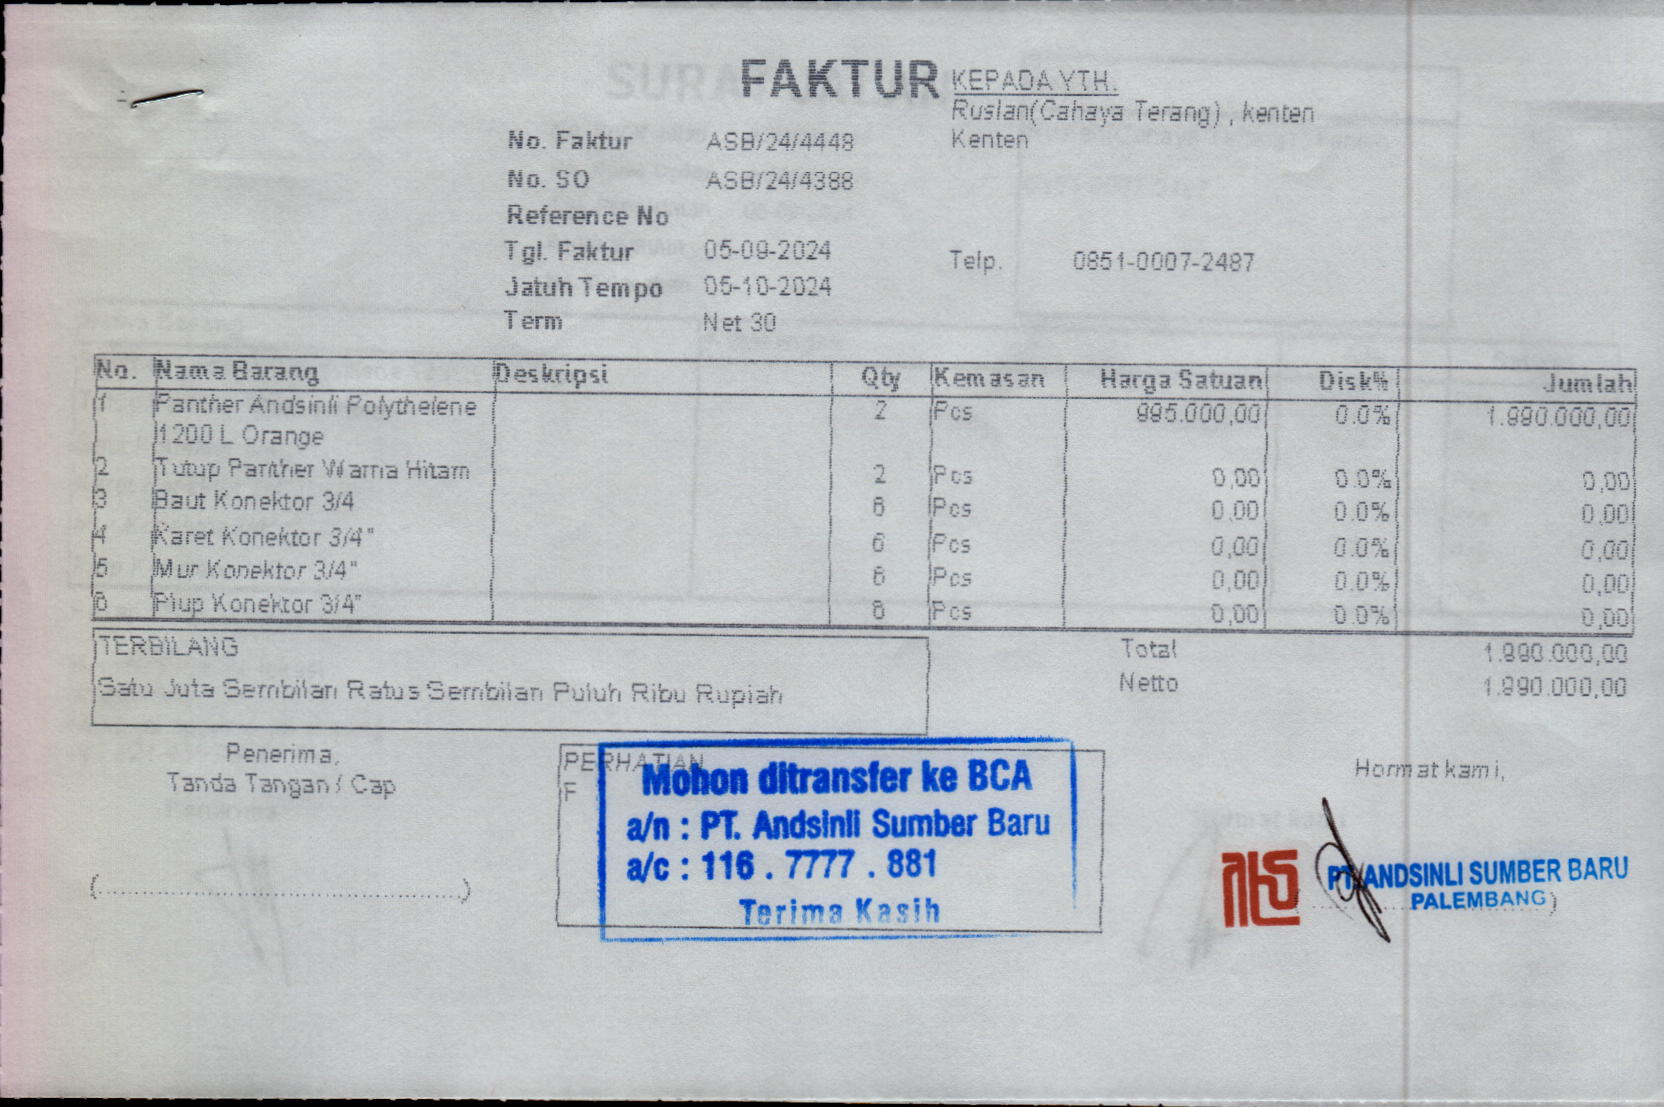 FAKTUR
KEPADA YTH.
Ruslan(Cahaya Terang) , kenten
Kenten
No. Faktur ASB/24/4448
No. SO ASB/24/4388
Reference No
Tgl. Faktur 05-09-2024
Telp. 0851-0007-2487
Jatuh Tempo 05-10-2024
Term Net 30
No. Nama Barang Deskripsi Qty Kemasan Harga Satuan Disk% Jumlah
1 Panther Andsinli Polythelene 2 Pcs 995.000,00 0.0% 1.990.000,00
1200 L Orange
2 Tutup Panther Warna Hitam 2 Pcs 0,00 0.0% 0,00
3 Baut Konektor 3/4 6 Pcs 0,00 0.0% 0,00
4 Karet Konektor 3/4" 6 Pcs 0,00 0.0% 0,00
5 Mur Konektor 3/4" 6 Pcs 0,00 0.0% 0,00
6 Plup Konektor 3/4" 6 Pcs 0,00 0.0% 0,00
TERBILANG
Satu Juta Sembilan Ratus Sembilan Puluh Ribu Rupiah
Total 1.990.000,00
Netto 1.990.000,00
Penerima,
Tanda Tangan / Cap
(..........................................................)
PERHATIAN
F
Mohon ditransfer ke BCA
a/n : PT. Andsinli Sumber Baru
a/c : 116 . 7777 . 881
Terima Kasih
Hormat kami,
PT. ANDSINLI SUMBER BARU
PALEMBANG